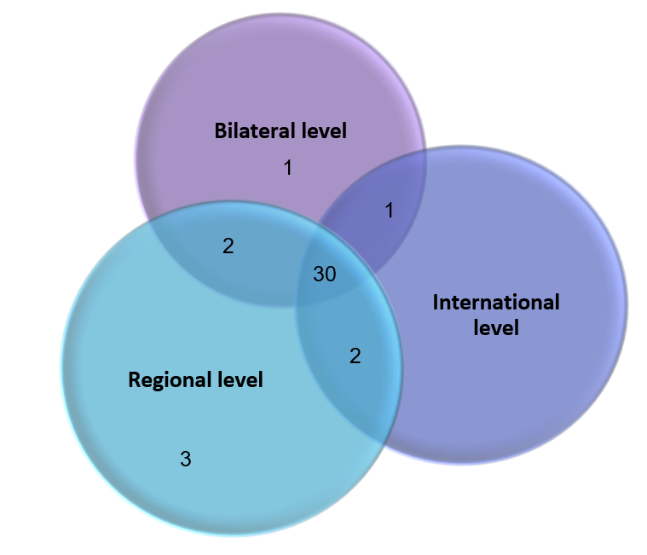 Bilateral level
1
1
2
30
International
level
2
Regional level
3